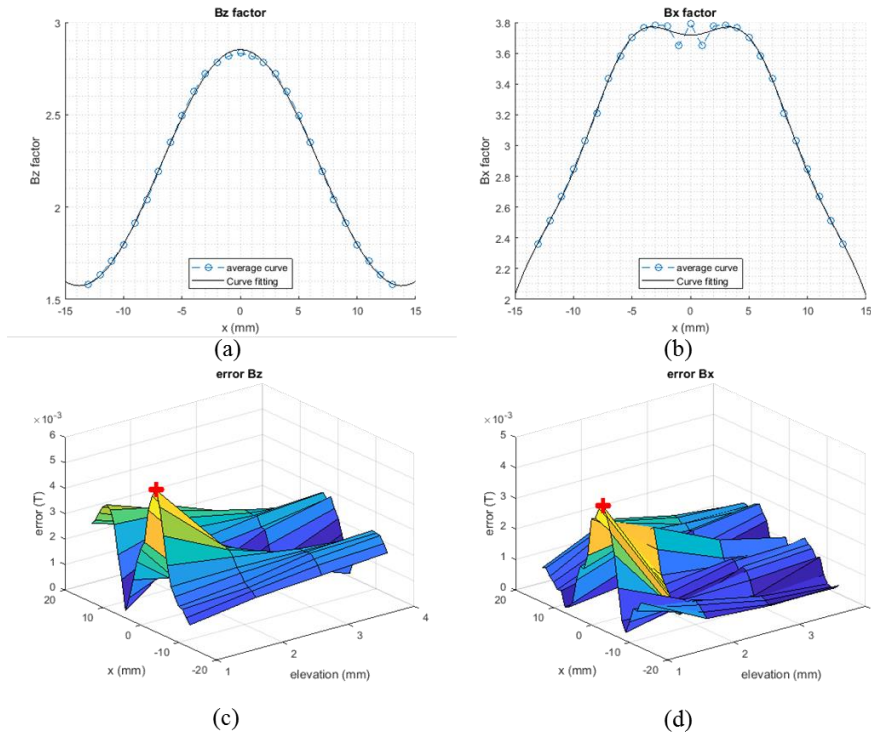 Bz factor
3
2.5
2
1.5
Bz factor
average curve
Curve fitting
-15 -10 -5 0 5 10 15
x (mm)
(a)
Bx factor
3.8
3.6
3.4
3.2
3
2.8
2.6
2.4
2.2
2
Bx factor
average curve
Curve fitting
-15 -10 -5 0 5 10 15
x (mm)
(b)
error Bz
× 10⁻³
6
5
4
3
2
1
0
error (T)
20
10
0
-10
-20
x (mm)
1
2
3
4
elevation (mm)
(c)
error Bx
× 10⁻³
5
4
3
2
1
0
error (T)
20
10
0
-10
-20
x (mm)
1
2
3
elevation (mm)
(d)